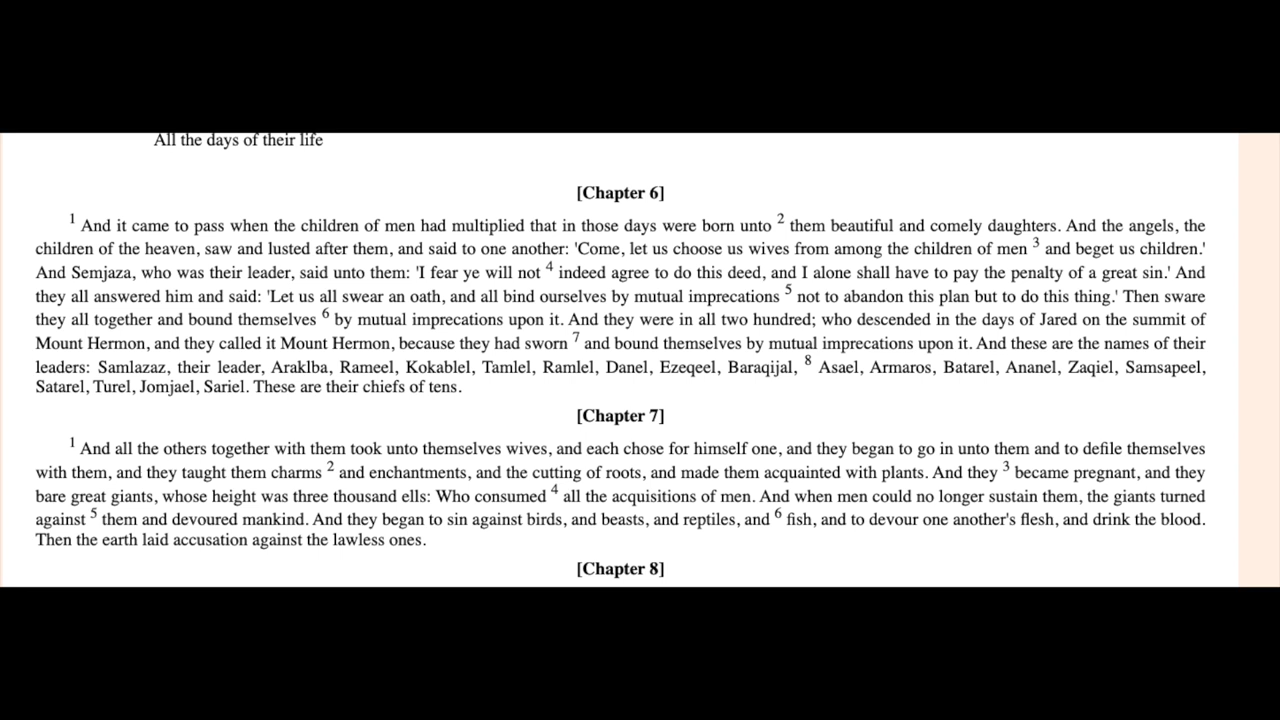 All the days of their life
[Chapter 6]
1 And it came to pass when the children of men had multiplied that in those days were born unto 2 them beautiful and comely daughters. And the angels, the
children of the heaven, saw and lusted after them, and said to one another: 'Come, let us choose us wives from among the children of men 3 and beget us children.'
And Semjaza, who was their leader, said unto them: 'I fear ye will not 4 indeed agree to do this deed, and I alone shall have to pay the penalty of a great sin.' And
they all answered him and said: 'Let us all swear an oath, and all bind ourselves by mutual imprecations 5 not to abandon this plan but to do this thing.' Then sware
they all together and bound themselves 6 by mutual imprecations upon it. And they were in all two hundred; who descended in the days of Jared on the summit of
Mount Hermon, and they called it Mount Hermon, because they had sworn 7 and bound themselves by mutual imprecations upon it. And these are the names of their
leaders: Samlazaz, their leader, Araklba, Rameel, Kokablel, Tamlel, Ramlel, Danel, Ezeqeel, Baraqijal, 8 Asael, Armaros, Batarel, Ananel, Zaqiel, Samsapeel,
Satarel, Turel, Jomjael, Sariel. These are their chiefs of tens.
[Chapter 7]
1 And all the others together with them took unto themselves wives, and each chose for himself one, and they began to go in unto them and to defile themselves
with them, and they taught them charms 2 and enchantments, and the cutting of roots, and made them acquainted with plants. And they 3 became pregnant, and they
bare great giants, whose height was three thousand ells: Who consumed 4 all the acquisitions of men. And when men could no longer sustain them, the giants turned
against 5 them and devoured mankind. And they began to sin against birds, and beasts, and reptiles, and 6 fish, and to devour one another's flesh, and drink the blood.
Then the earth laid accusation against the lawless ones.
[Chapter 8]